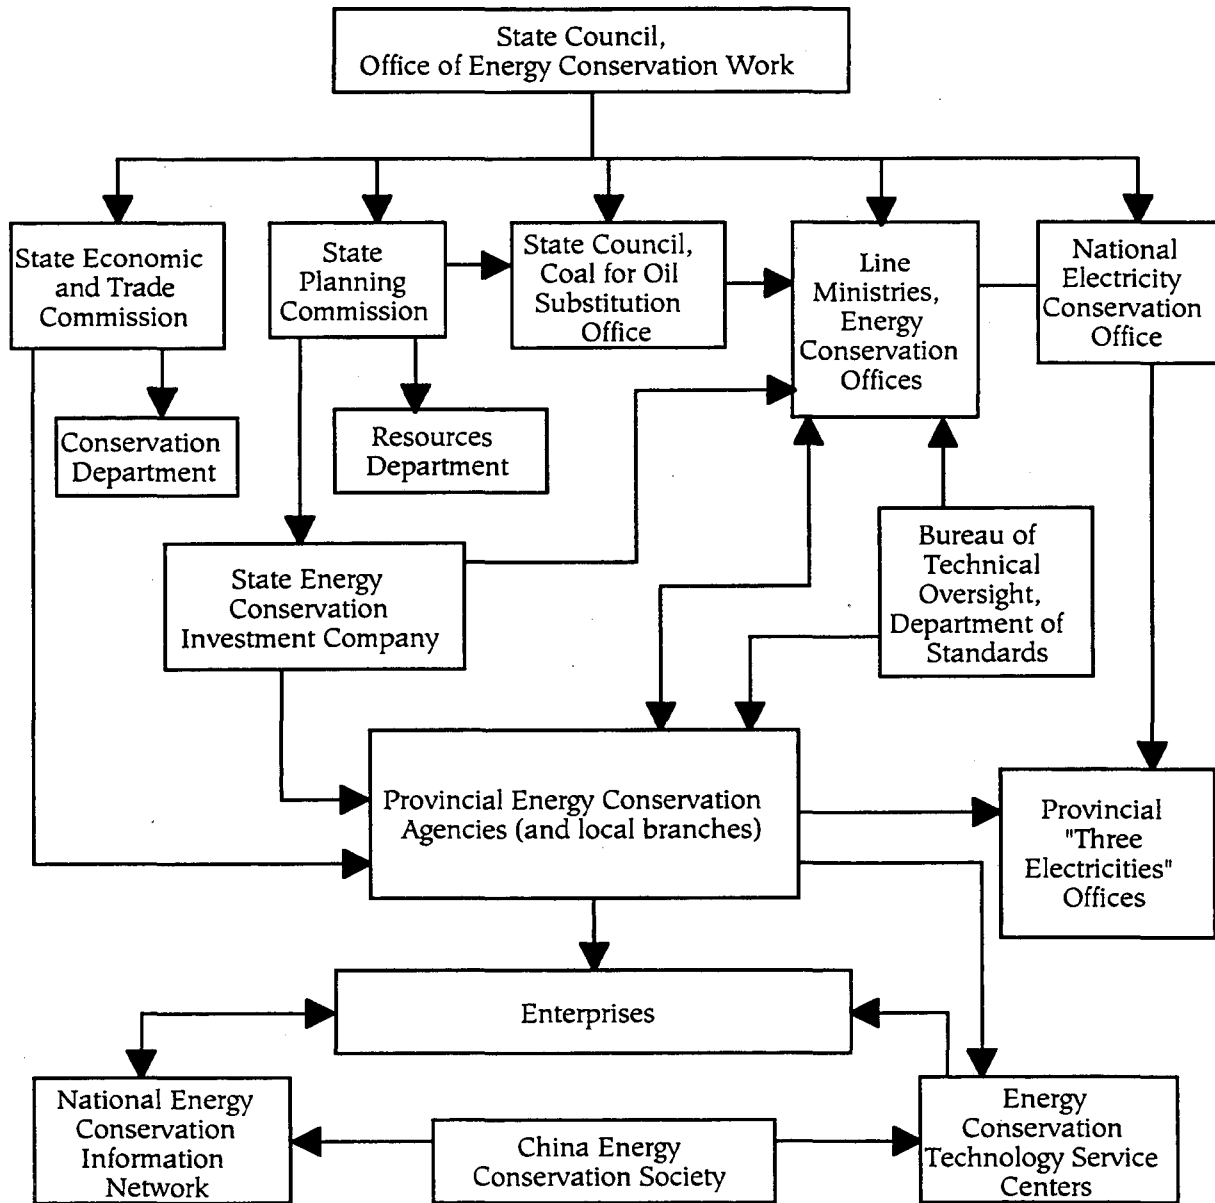 State Council,
Office of Energy Conservation Work
State Economic
and Trade
Commission
State
Planning
Commission
State Council,
Coal for Oil
Substitution
Office
Line
Ministries,
Energy
Conservation
Offices
National
Electricity
Conservation
Office
Conservation
Department
Resources
Department
State Energy
Conservation
Investment Company
Bureau of
Technical
Oversight,
Department of
Standards
Provincial Energy Conservation
Agencies (and local branches)
Provincial
"Three
Electricities"
Offices
Enterprises
National Energy
Conservation
Information
Network
China Energy
Conservation Society
Energy
Conservation
Technology Service
Centers